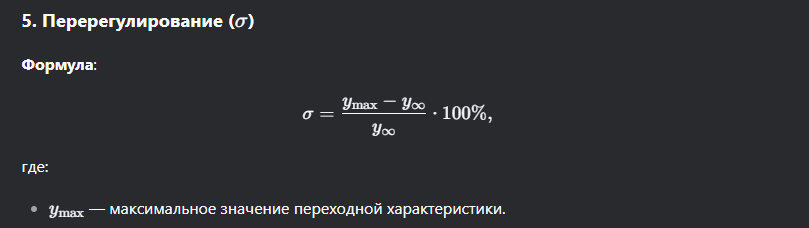 5. Перерегулирование (σ)
Формула:
σ = (y_max − y_∞) / y_∞ · 100%,
где:
• y_max — максимальное значение переходной характеристики.